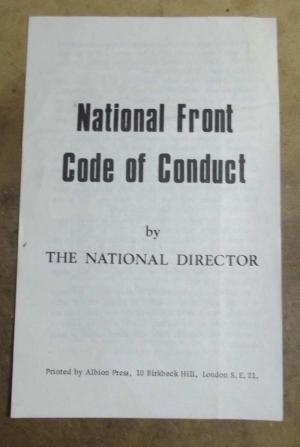 National Front
Code of Conduct
by
THE NATIONAL DIRECTOR
Printed by Albion Press, 10 Birkbeck Hill, London S.E. 21.